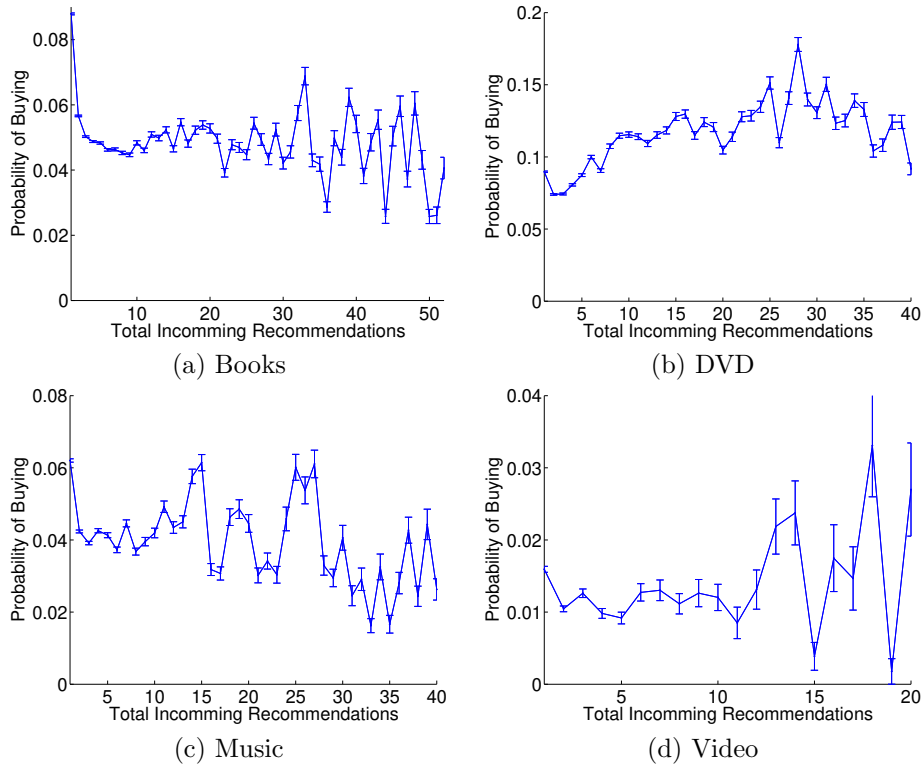 0.08
0.06
0.04
0.02
0
10 20 30 40 50
Probability of Buying
Total Incomming Recommendations
(a) Books
0.2
0.15
0.1
0.05
0
5 10 15 20 25 30 35 40
Probability of Buying
Total Incomming Recommendations
(b) DVD
0.08
0.06
0.04
0.02
0
5 10 15 20 25 30 35 40
Probability of Buying
Total Incomming Recommendations
(c) Music
0.04
0.03
0.02
0.01
0
5 10 15 20
Probability of Buying
Total Incomming Recommendations
(d) Video